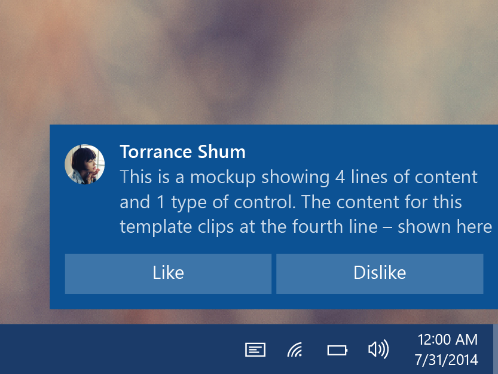 Torrance Shum
This is a mockup showing 4 lines of content
and 1 type of control. The content for this
template clips at the fourth line – shown here
Like
Dislike
12:00 AM
7/31/2014